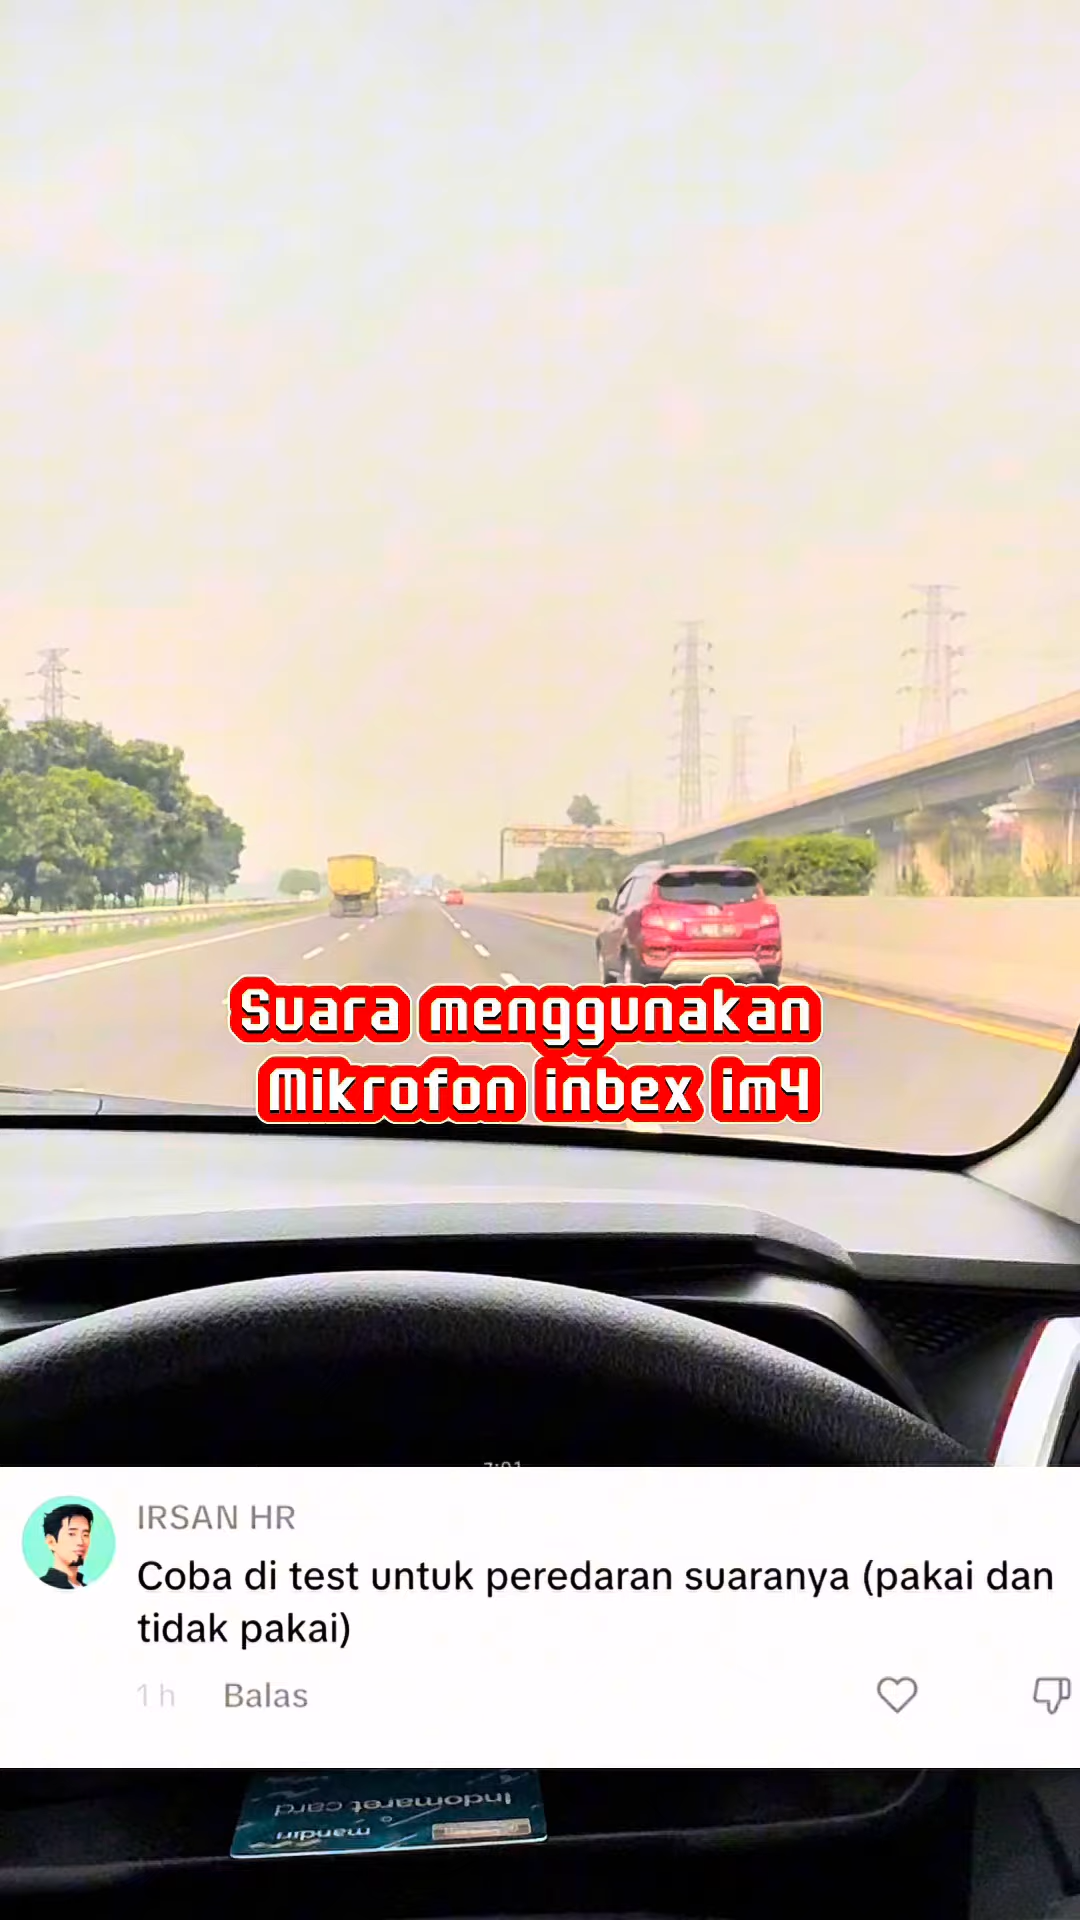 Suara menggunakan
Mikrofon inbex im4
IRSAN HR
Coba di test untuk peredaran suaranya (pakai dan
tidak pakai)
1 h
Balas
Indomaret card
mandiri